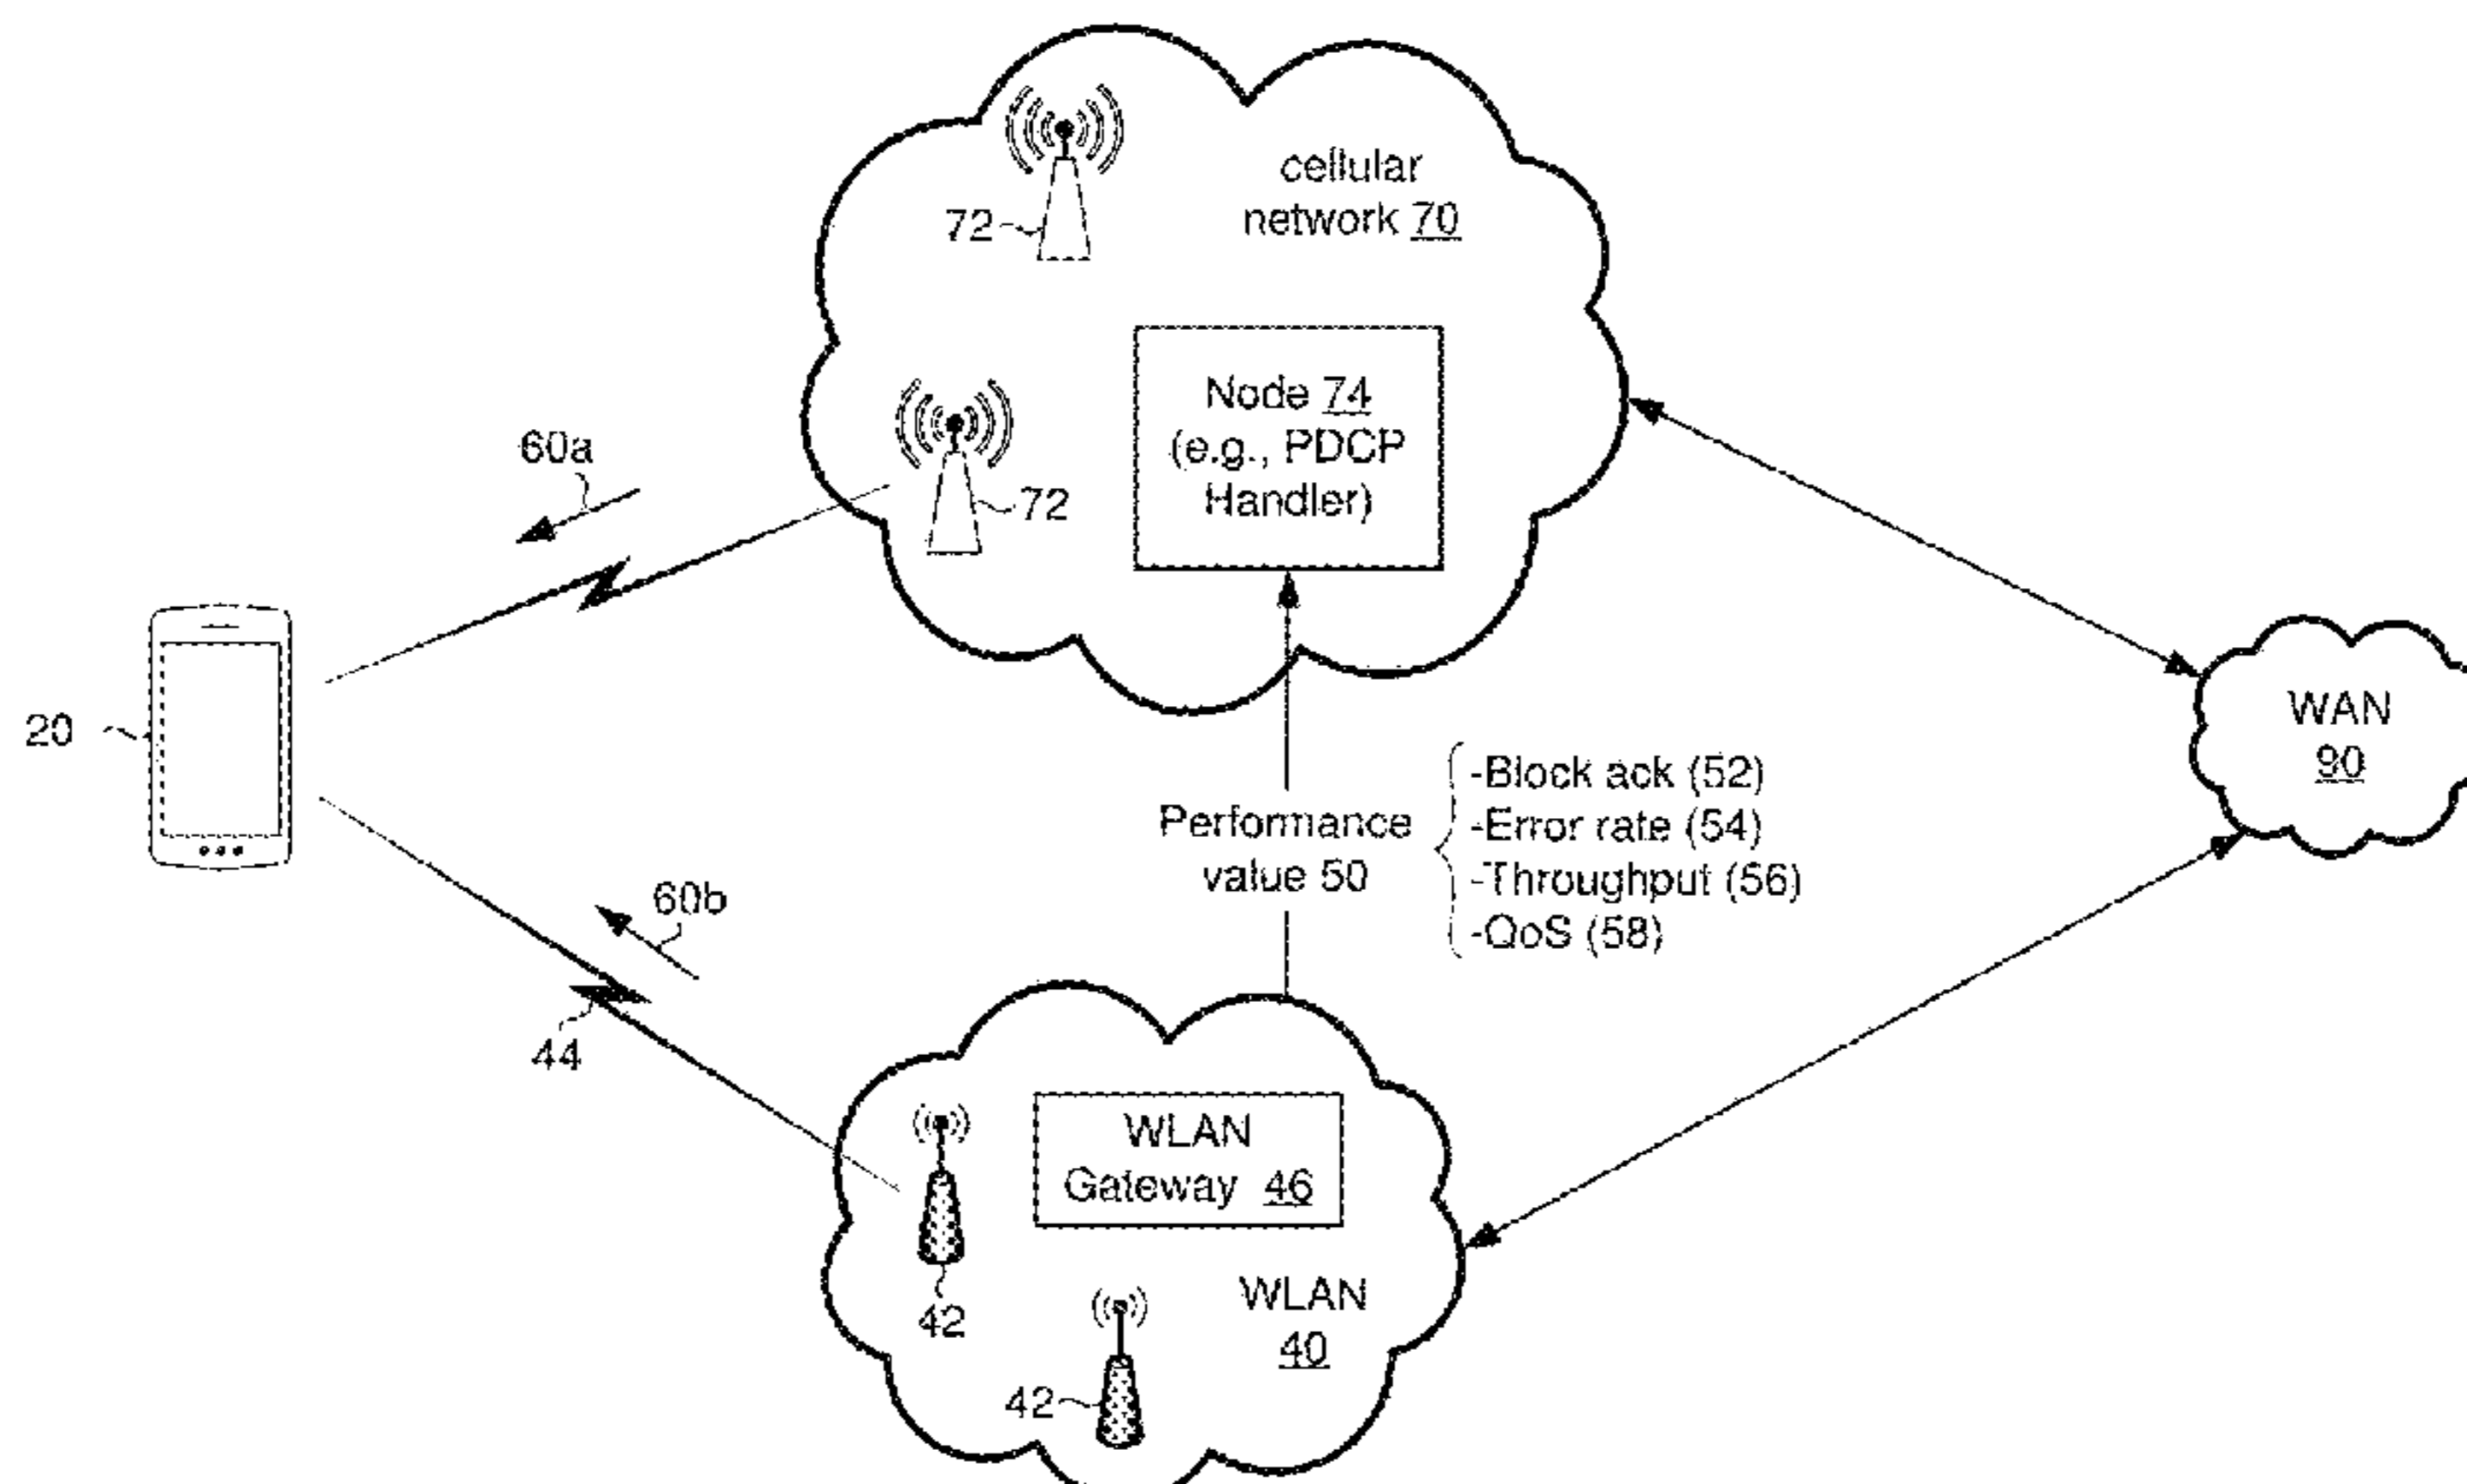 cellular
network 70
72
Node 74
(e.g., PDCP
Handler)
72
60a
20
WAN
90
Performance
value 50
-Block ack (52)
-Error rate (54)
-Throughput (56)
-QoS (58)
60b
44
WLAN
Gateway 46
42
WLAN
40
42